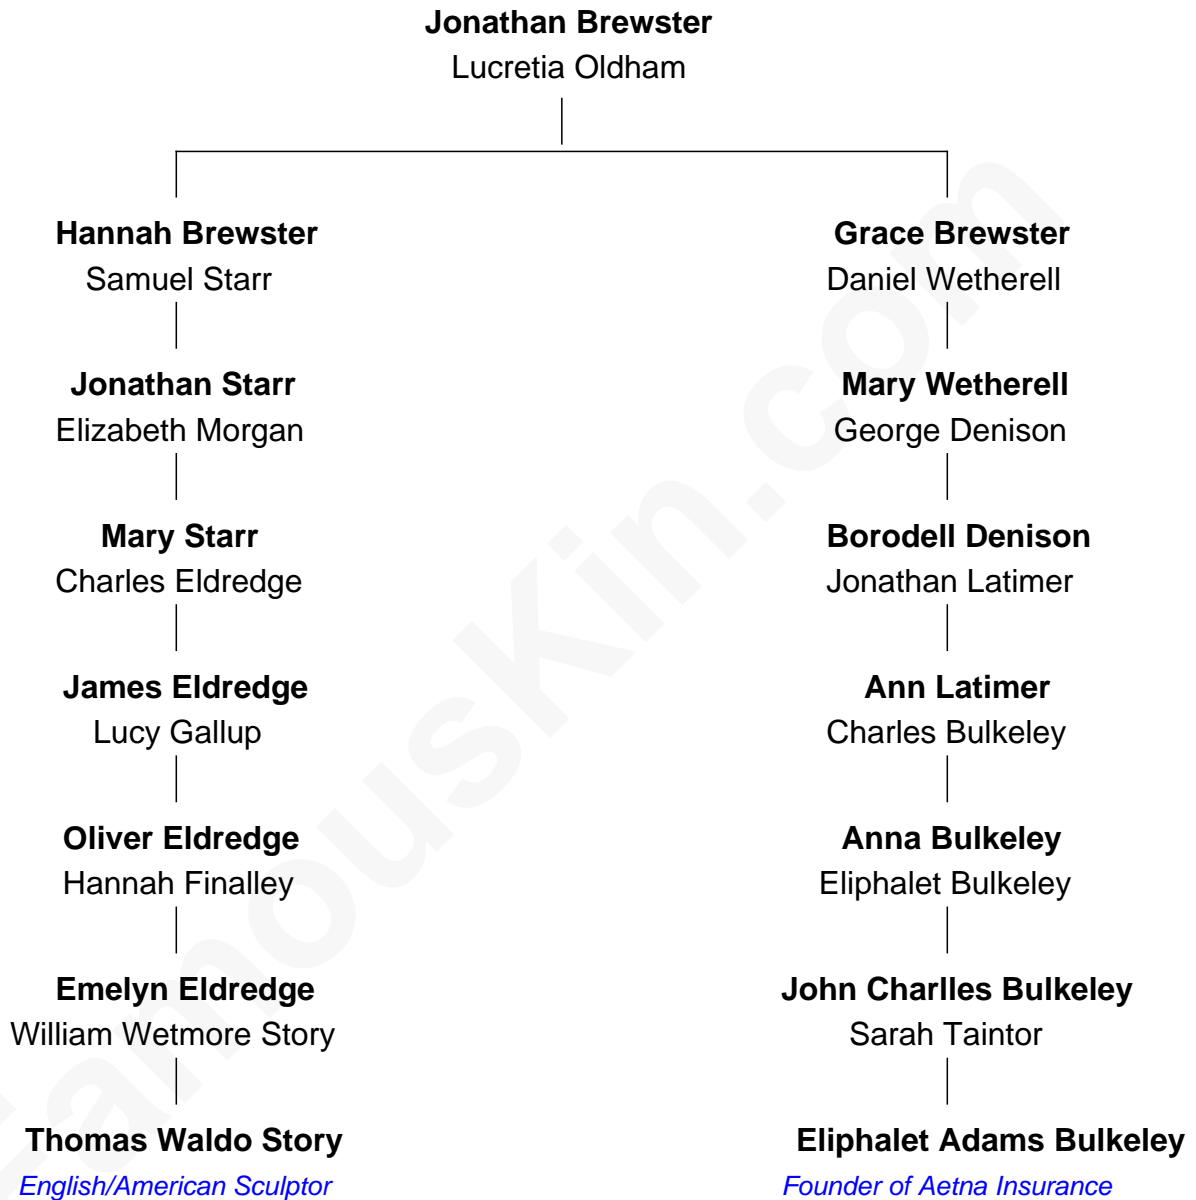 Jonathan Brewster
Lucretia Oldham
Hannah Brewster
Samuel Starr
Grace Brewster
Daniel Wetherell
Jonathan Starr
Elizabeth Morgan
Mary Wetherell
George Denison
Mary Starr
Charles Eldredge
Borodell Denison
Jonathan Latimer
James Eldredge
Lucy Gallup
Ann Latimer
Charles Bulkeley
Oliver Eldredge
Hannah Finalley
Anna Bulkeley
Eliphalet Bulkeley
Emelyn Eldredge
William Wetmore Story
John Charlles Bulkeley
Sarah Taintor
Thomas Waldo Story
English/American Sculptor
Eliphalet Adams Bulkeley
Founder of Aetna Insurance
FamousKin.com